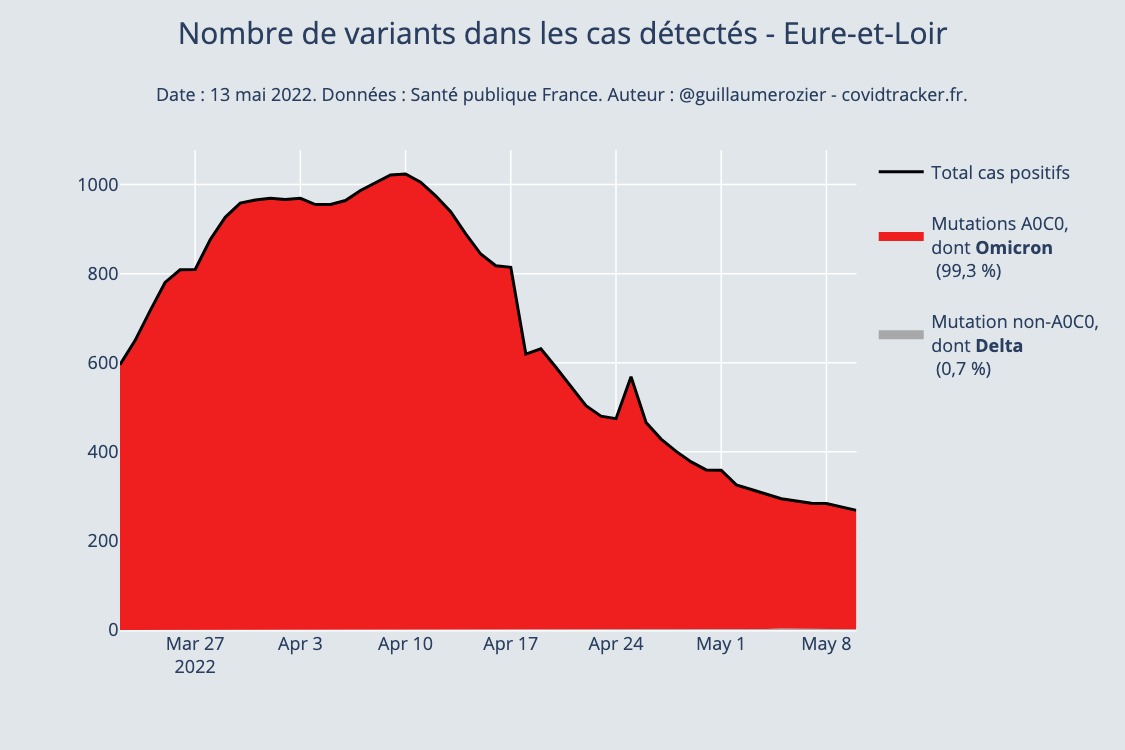 Nombre de variants dans les cas détectés - Eure-et-Loir
Date : 13 mai 2022. Données : Santé publique France. Auteur : @guillaumerozier - covidtracker.fr.
1000
800
600
400
200
0
Mar 27
2022
Apr 3
Apr 10
Apr 17
Apr 24
May 1
May 8
Total cas positifs
Mutations A0C0,
dont Omicron
(99,3 %)
Mutation non-A0C0,
dont Delta
(0,7 %)